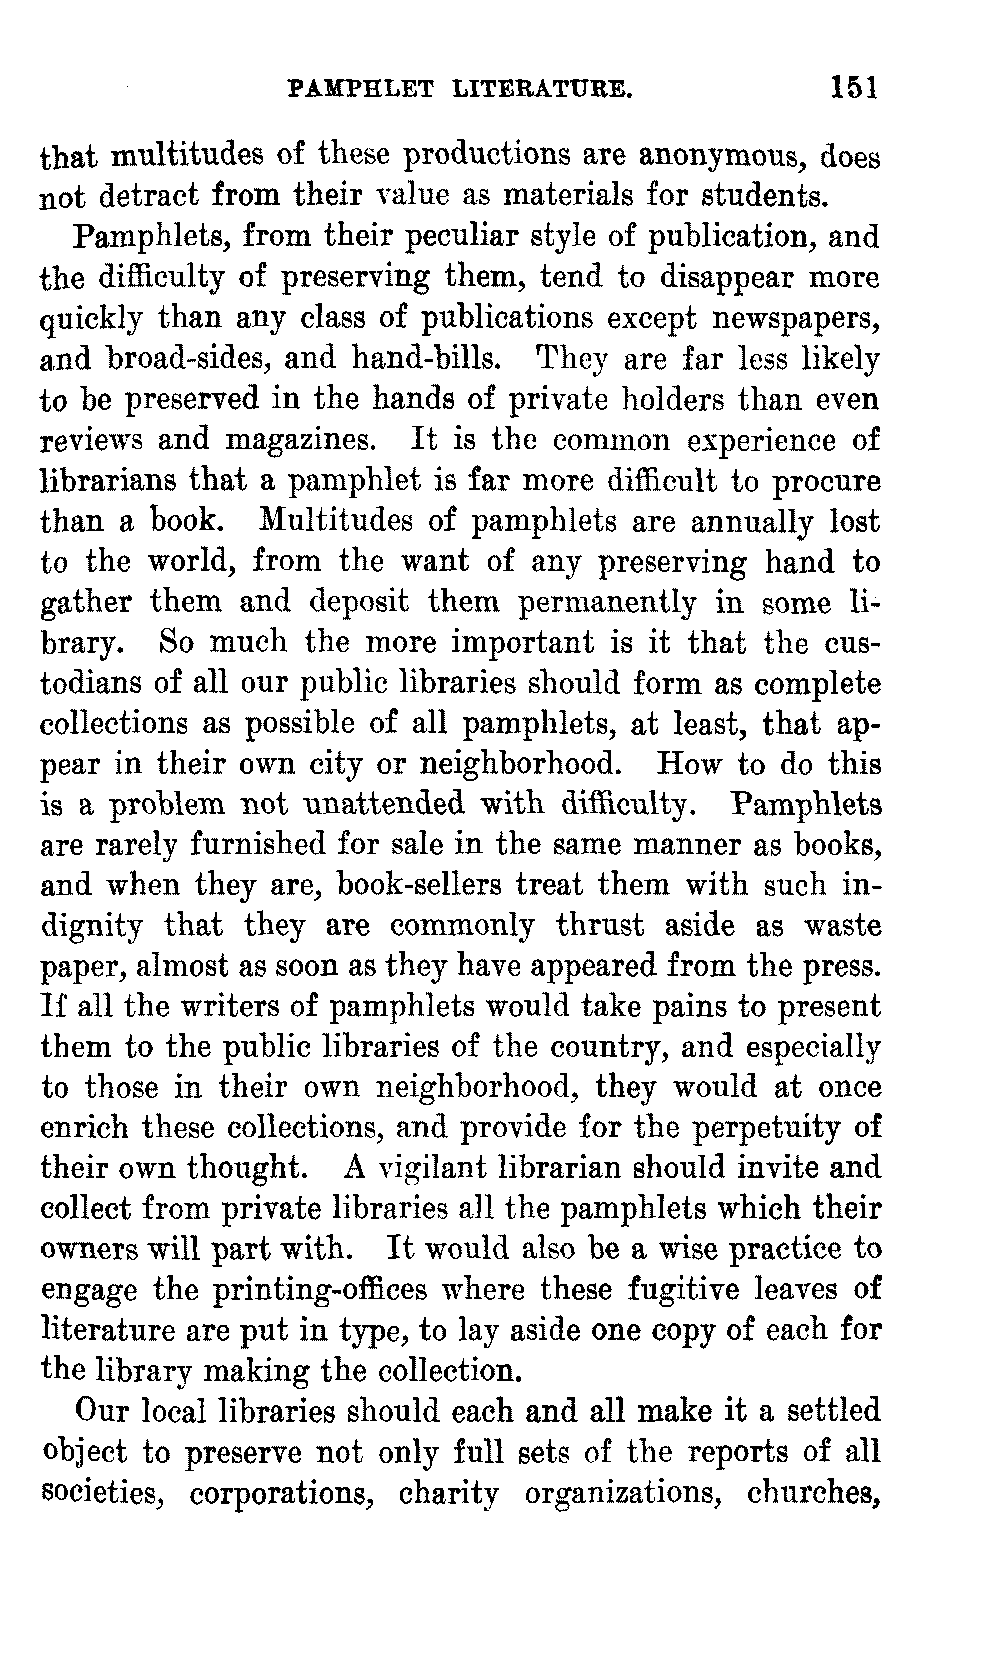 PAMPHLET LITERATURE. 151
that multitudes of these productions are anonymous, does
not detract from their value as materials for students.
Pamphlets, from their peculiar style of publication, and
the difficulty of preserving them, tend to disappear more
quickly than any class of publications except newspapers,
and broad-sides, and hand-bills. They are far less likely
to be preserved in the hands of private holders than even
reviews and magazines. It is the common experience of
librarians that a pamphlet is far more difficult to procure
than a book. Multitudes of pamphlets are annually lost
to the world, from the want of any preserving hand to
gather them and deposit them permanently in some li-
brary. So much the more important is it that the cus-
todians of all our public libraries should form as complete
collections as possible of all pamphlets, at least, that ap-
pear in their own city or neighborhood. How to do this
is a problem not unattended with difficulty. Pamphlets
are rarely furnished for sale in the same manner as books,
and when they are, book-sellers treat them with such in-
dignity that they are commonly thrust aside as waste
paper, almost as soon as they have appeared from the press.
If all the writers of pamphlets would take pains to present
them to the public libraries of the country, and especially
to those in their own neighborhood, they would at once
enrich these collections, and provide for the perpetuity of
their own thought. A vigilant librarian should invite and
collect from private libraries all the pamphlets which their
owners will part with. It would also be a wise practice to
engage the printing-offices where these fugitive leaves of
literature are put in type, to lay aside one copy of each for
the library making the collection.
Our local libraries should each and all make it a settled
object to preserve not only full sets of the reports of all
societies, corporations, charity organizations, churches,